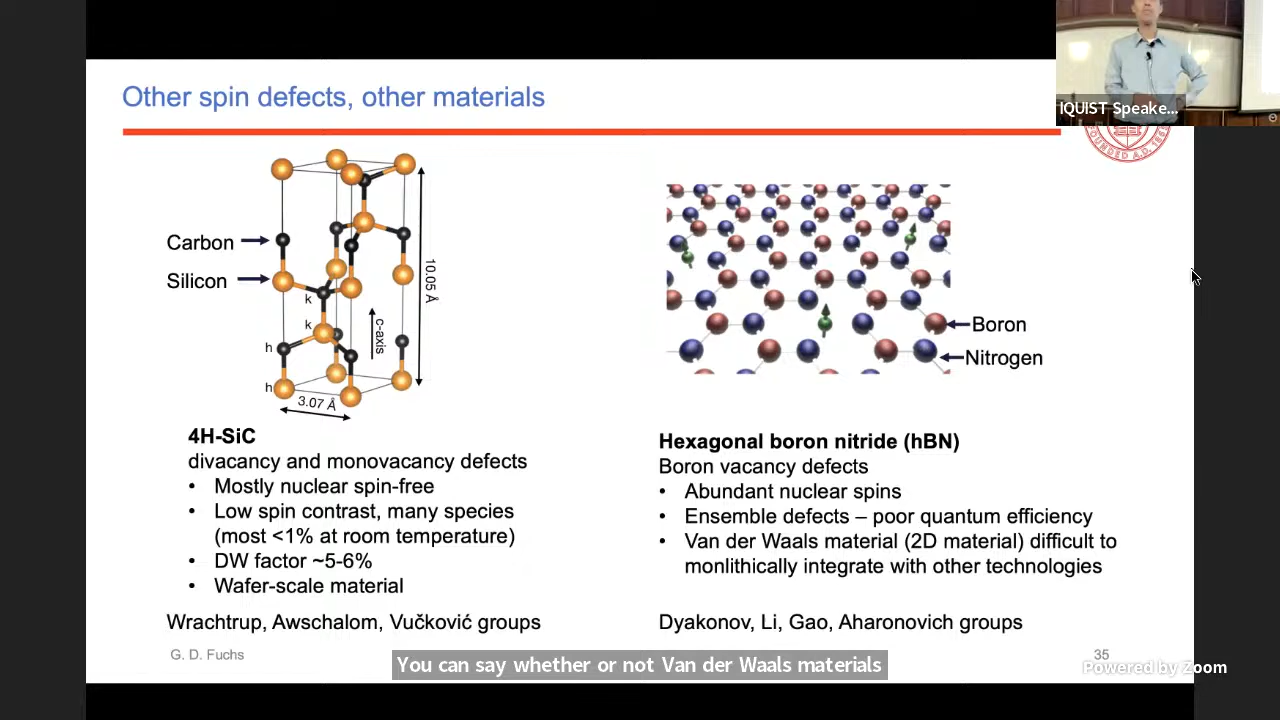 Other spin defects, other materials
IQUIST Speake...
FOUNDED A.D. 186
Carbon
Silicon
k
k
h
h
c-axis
10.05 Å
3.07 Å
Boron
Nitrogen
4H-SiC
divacancy and monovacancy defects
• Mostly nuclear spin-free
• Low spin contrast, many species
(most <1% at room temperature)
• DW factor ~5-6%
• Wafer-scale material
Wrachtrup, Awschalom, Vučković groups
Hexagonal boron nitride (hBN)
Boron vacancy defects
• Abundant nuclear spins
• Ensemble defects – poor quantum efficiency
• Van der Waals material (2D material) difficult to
monlithically integrate with other technologies
Dyakonov, Li, Gao, Aharonovich groups
G. D. Fuchs
You can say whether or not Van der Waals materials
35
Powered by Zoom